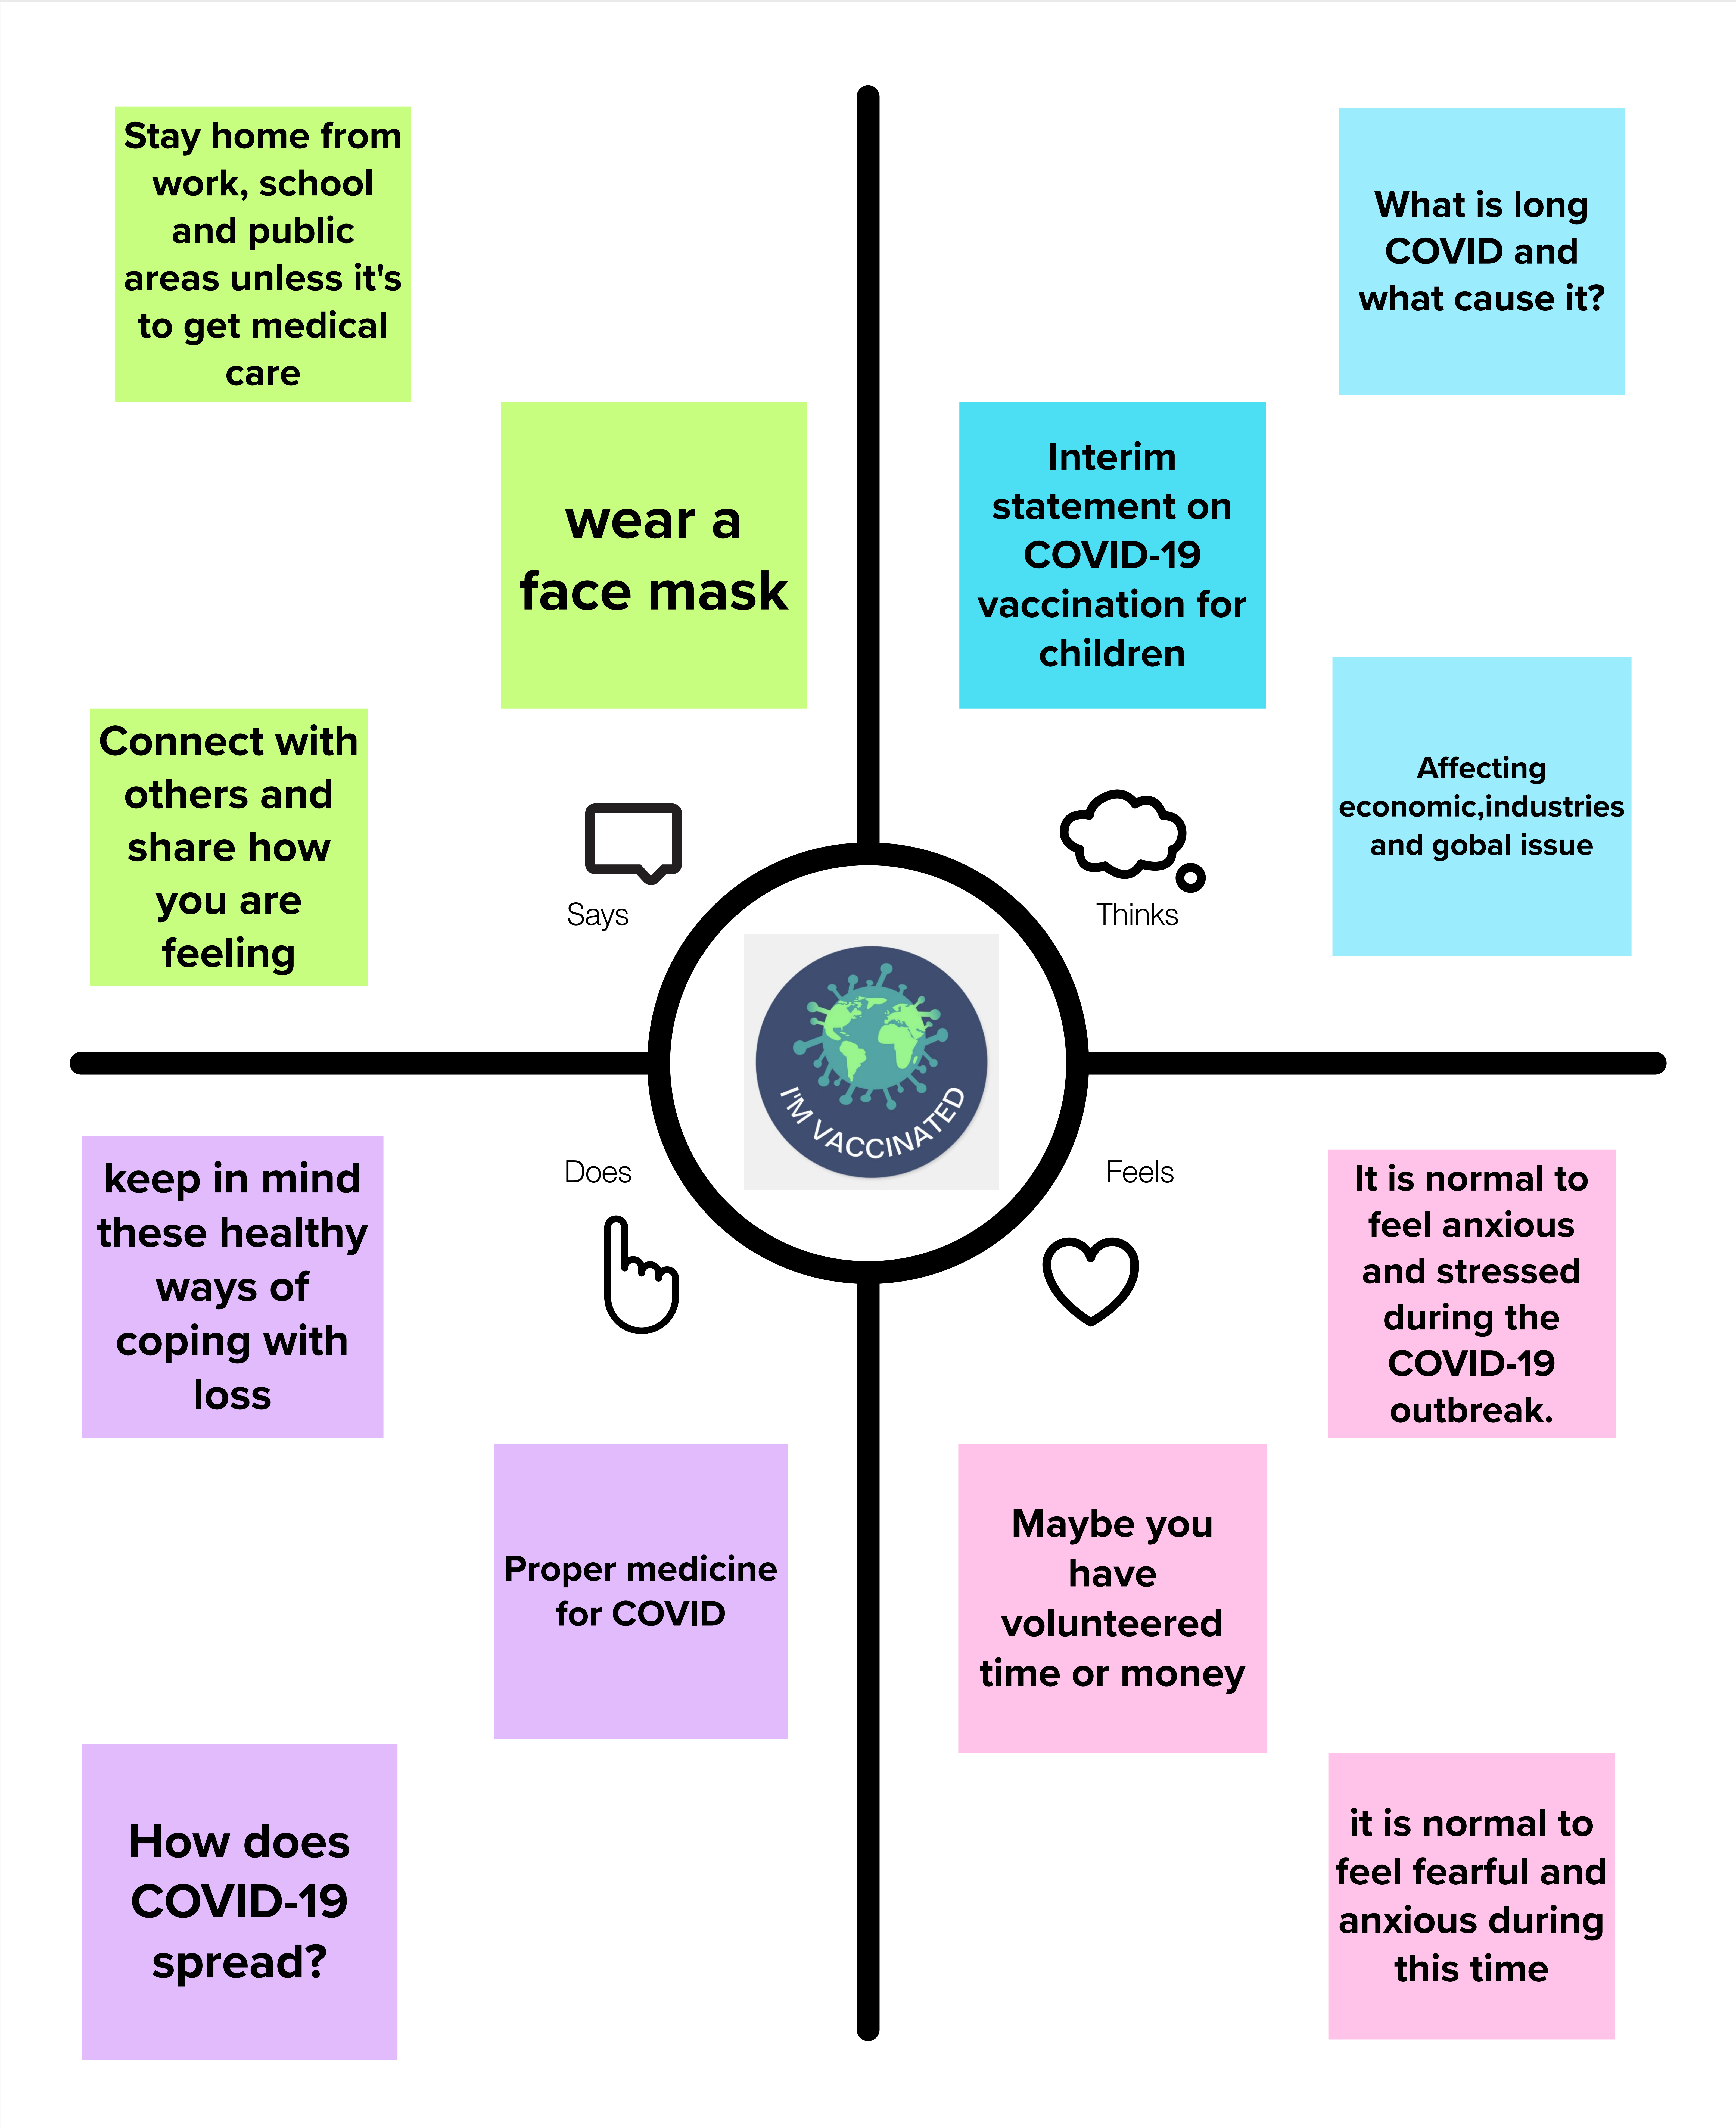 Stay home from
work, school
and public
areas unless it's
to get medical
care
wear a
face mask
Connect with
others and
share how
you are
feeling
Says
What is long
COVID and
what cause it?
Interim
statement on
COVID-19
vaccination for
children
Affecting
economic,industries
and gobal issue
Thinks
I'M VACCINATED
Does
keep in mind
these healthy
ways of
coping with
loss
Proper medicine
for COVID
How does
COVID-19
spread?
Feels
It is normal to
feel anxious
and stressed
during the
COVID-19
outbreak.
Maybe you
have
volunteered
time or money
it is normal to
feel fearful and
anxious during
this time